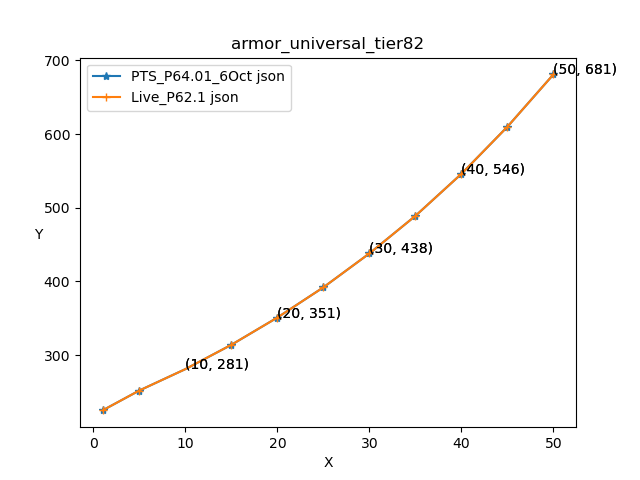 armor_universal_tier82
PTS_P64.01_6Oct json
Live_P62.1 json
700
600
500
400
300
Y
(50, 681)
(40, 546)
(30, 438)
(20, 351)
(10, 281)
0 10 20 30 40 50
X